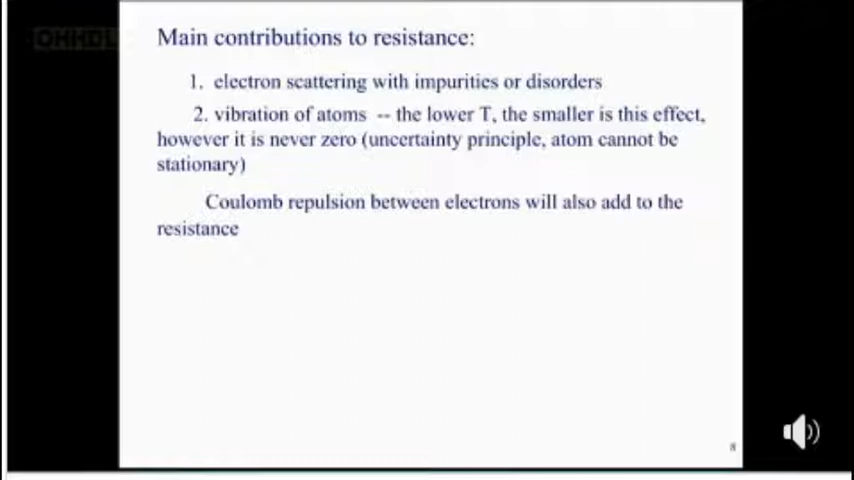 Main contributions to resistance:
1. electron scattering with impurities or disorders
2. vibration of atoms -- the lower T, the smaller is this effect,
however it is never zero (uncertainty principle, atom cannot be
stationary)
Coulomb repulsion between electrons will also add to the
resistance
8